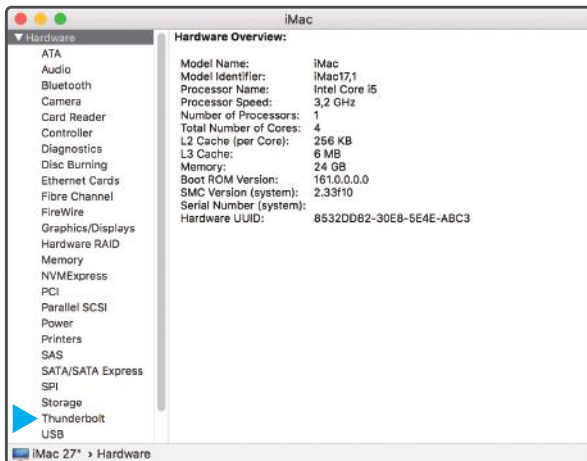 iMac
Hardware
ATA
Audio
Bluetooth
Camera
Card Reader
Controller
Diagnostics
Disc Burning
Ethernet Cards
Fibre Channel
FireWire
Graphics/Displays
Hardware RAID
Memory
NVMExpress
PCI
Parallel SCSI
Power
Printers
SAS
SATA/SATA Express
SPI
Storage
Thunderbolt
USB
Hardware Overview:
Model Name: iMac
Model Identifier: iMac17,1
Processor Name: Intel Core i5
Processor Speed: 3,2 GHz
Number of Processors: 1
Total Number of Cores: 4
L2 Cache (per Core): 256 KB
L3 Cache: 6 MB
Memory: 24 GB
Boot ROM Version: 161.0.0.0.0
SMC Version (system): 2.33f10
Serial Number (system):
Hardware UUID: 8532DD82-30E8-5E4E-ABC3
iMac 27" › Hardware